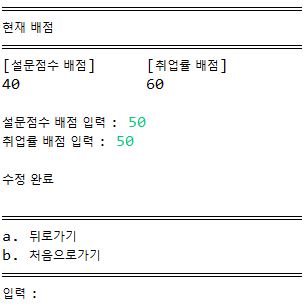 현재 배점
[설문점수 배점] [취업률 배점]
40 60
설문점수 배점 입력 : 50
취업률 배점 입력 : 50
수정 완료
a. 뒤로가기
b. 처음으로가기
입력 :